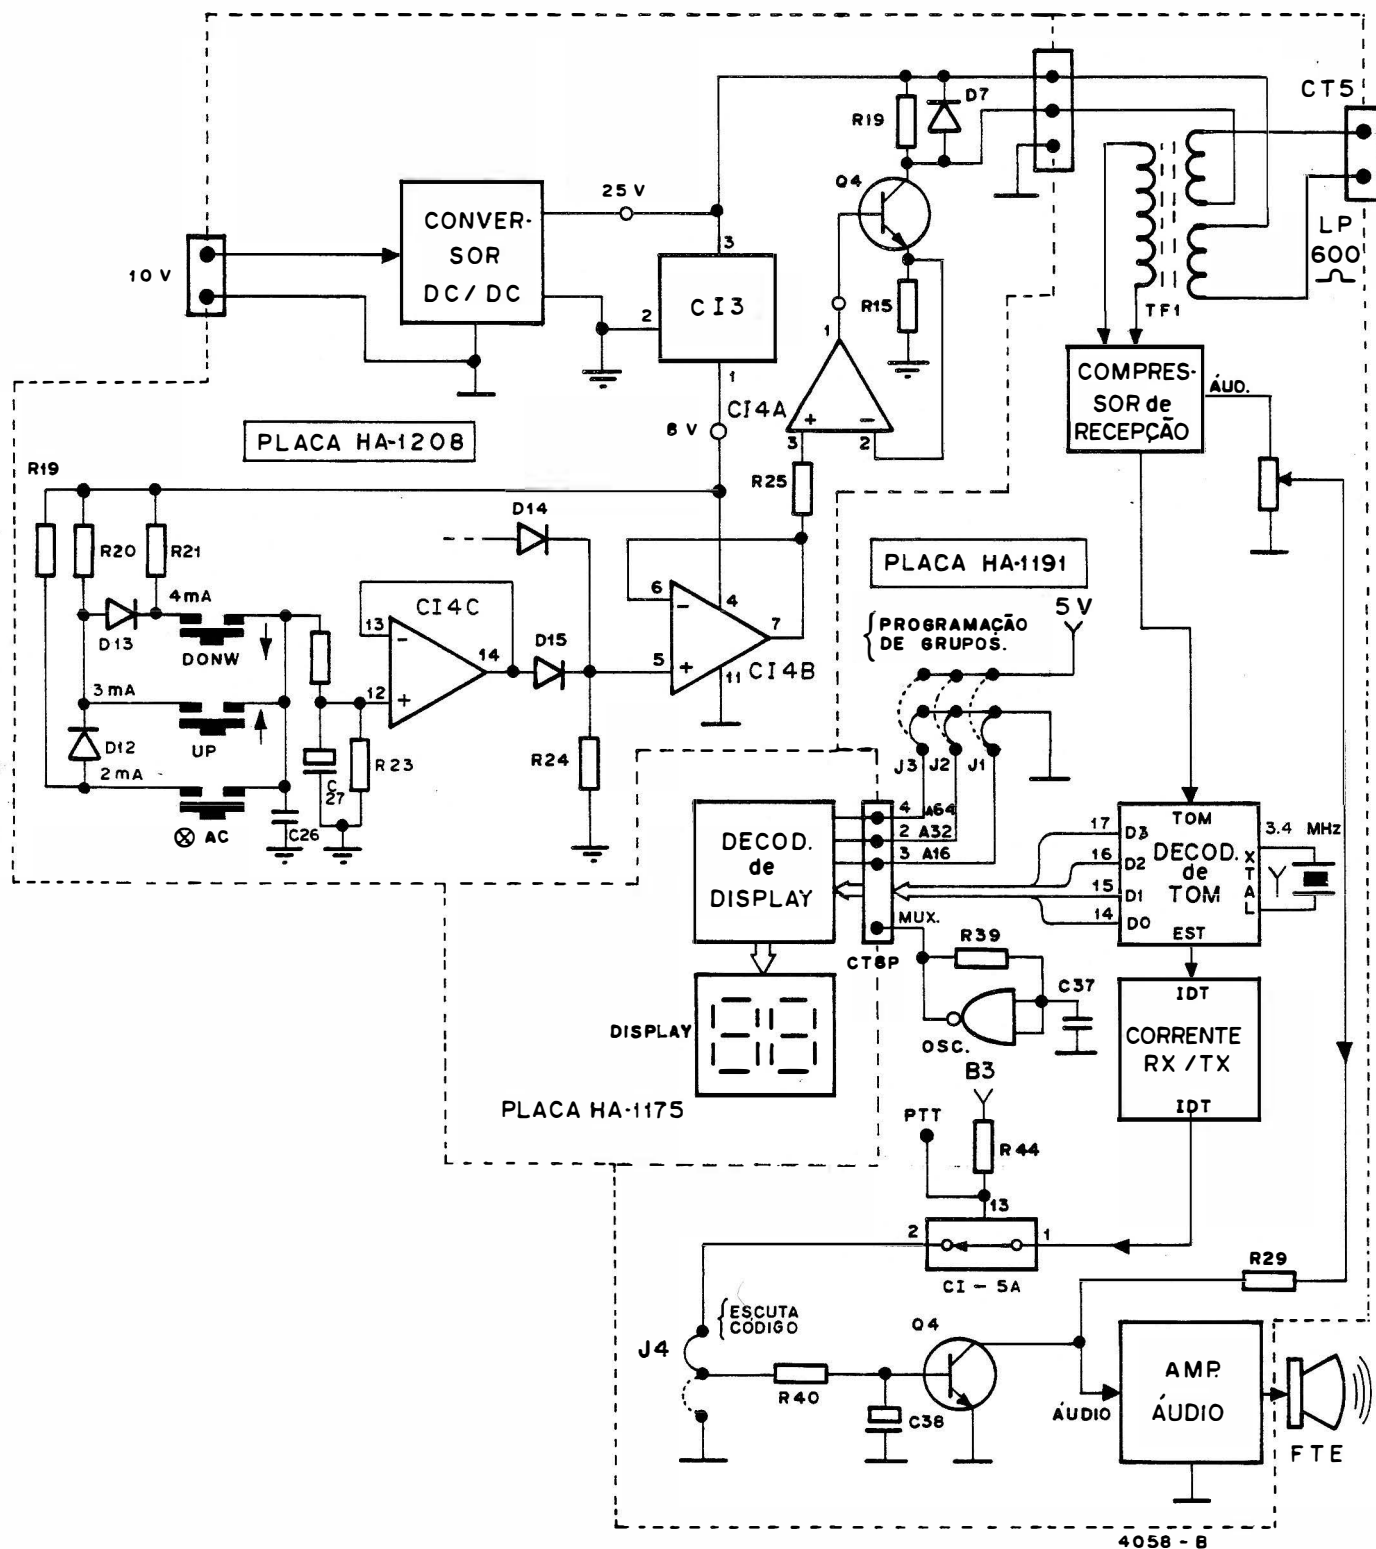 CT5
D7
R19
Q4
25 V
CONVER-
SOR
DC/DC
10 V
3
2
CI3
1
R15
1
LP
600
TF1
COMPRES-
SOR de
RECEPÇÃO
ÁUD.
CI4A
+
-
3
2
8 V
PLACA HA-1208
R19
R25
D14
R20
R21
PLACA HA-1191
5 V
4mA
CI4C
6
-
4
7
{PROGRAMAÇÃO
DE GRUPOS.
D13
DONW
13
-
14
D15
5
+
11
CI4B
12
+
3mA
UP
D12
R23
R24
C
27
2mA
AC
C26
J3
J2
J1
4
A64
2
A32
3
A16
DECOD.
de
DISPLAY
17
D3
16
D2
15
D1
14
D0
TOM
DECOD.
de
TOM
EST
XTAL
3.4 MHz
Y
MUX.
CT8P
R39
C37
OSC.
DISPLAY
IDT
CORRENTE
RX/TX
IDT
B3
PLACA HA-1175
PTT
R44
13
2
1
CI-5A
R29
{ESCUTA
CÓDIGO
J4
Q4
R40
C38
ÁUDIO
AMP.
ÁUDIO
FTE
4058-B